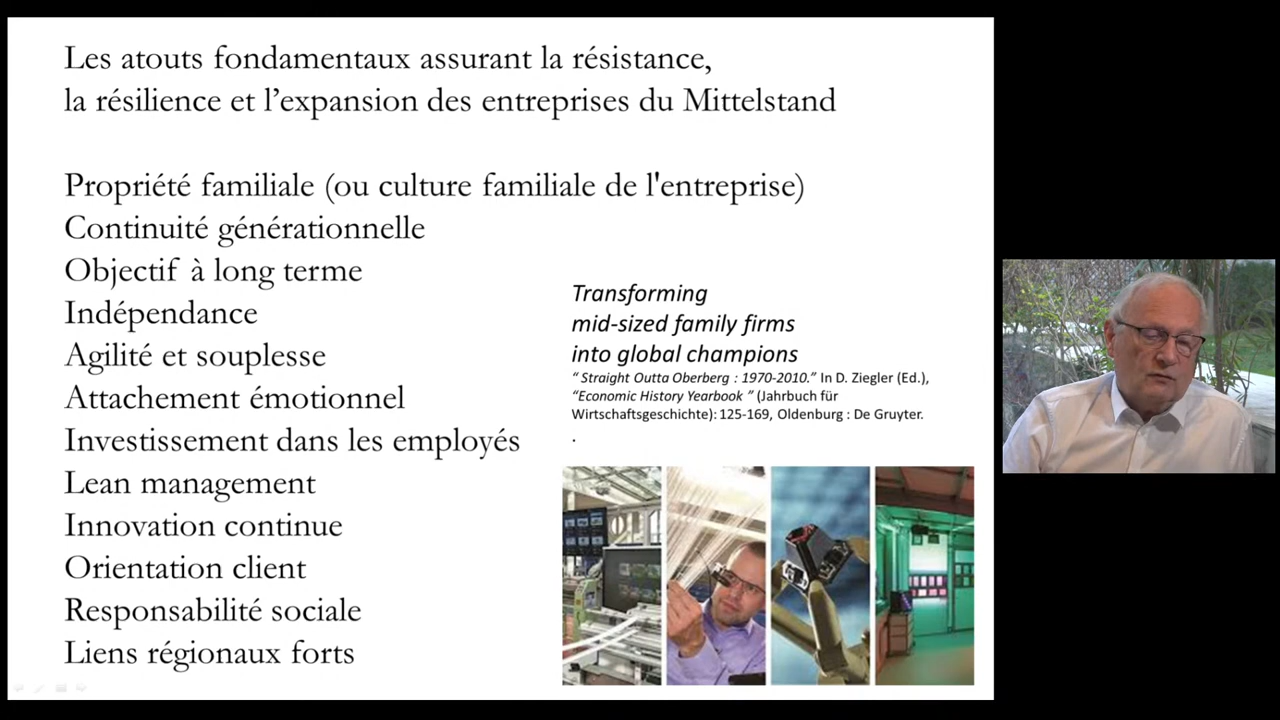 Les atouts fondamentaux assurant la résistance,
la résilience et l’expansion des entreprises du Mittelstand
Propriété familiale (ou culture familiale de l'entreprise)
Continuité générationnelle
Objectif à long terme
Indépendance
Agilité et souplesse
Attachement émotionnel
Investissement dans les employés
Lean management
Innovation continue
Orientation client
Responsabilité sociale
Liens régionaux forts
Transforming
mid-sized family firms
into global champions
“ Straight Outta Oberberg : 1970-2010.” In D. Ziegler (Ed.),
“Economic History Yearbook ” (Jahrbuch für
Wirtschaftsgeschichte): 125-169, Oldenburg : De Gruyter.
.